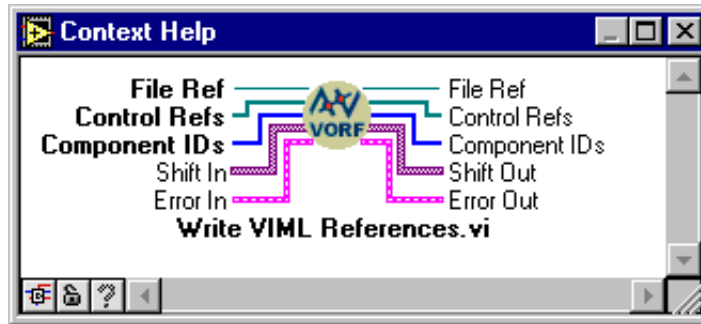 Context Help
File Ref File Ref
Control Refs Control Refs
Component IDs VORF Component IDs
Shift In Shift Out
Error In Error Out
Write VIML References.vi
?